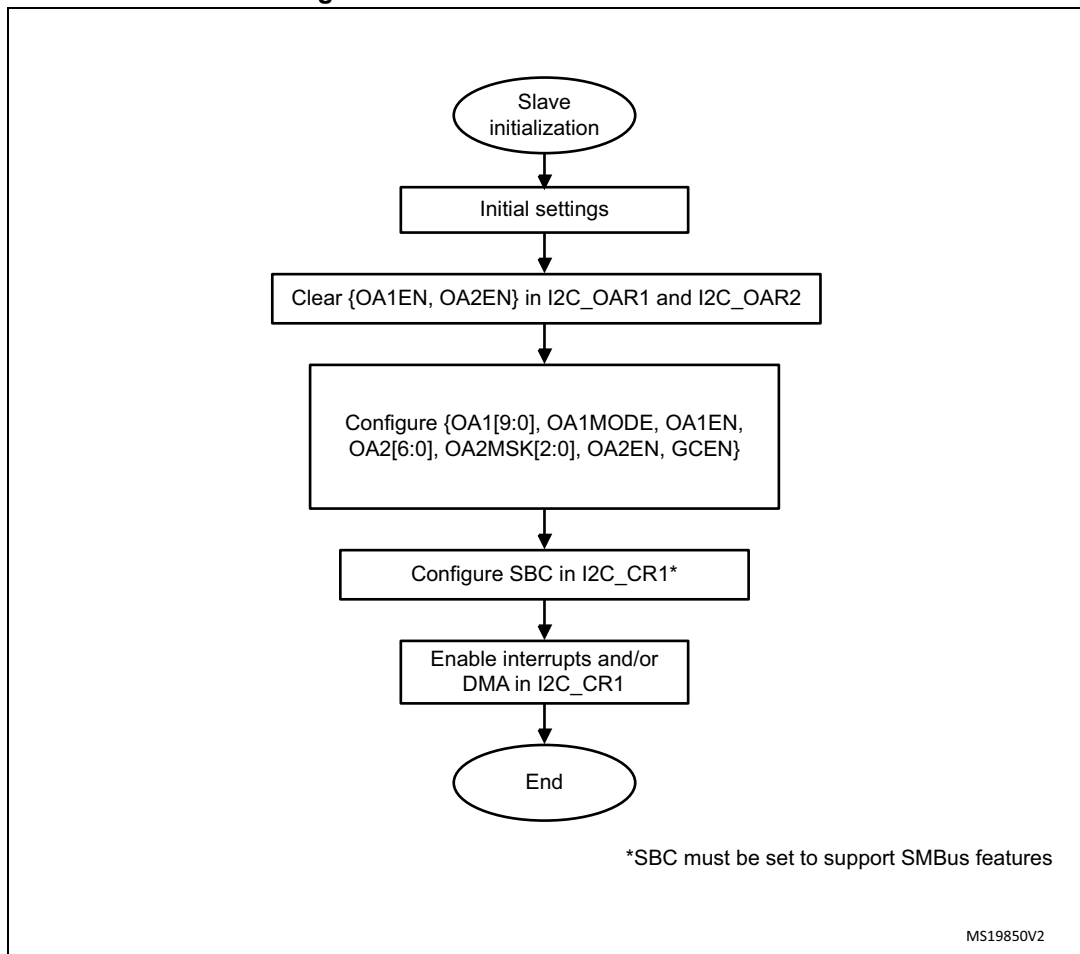 Slave
initialization
Initial settings
Clear {OA1EN, OA2EN} in I2C_OAR1 and I2C_OAR2
Configure {OA1[9:0], OA1MODE, OA1EN,
OA2[6:0], OA2MSK[2:0], OA2EN, GCEN}
Configure SBC in I2C_CR1*
Enable interrupts and/or
DMA in I2C_CR1
End
*SBC must be set to support SMBus features
MS19850V2